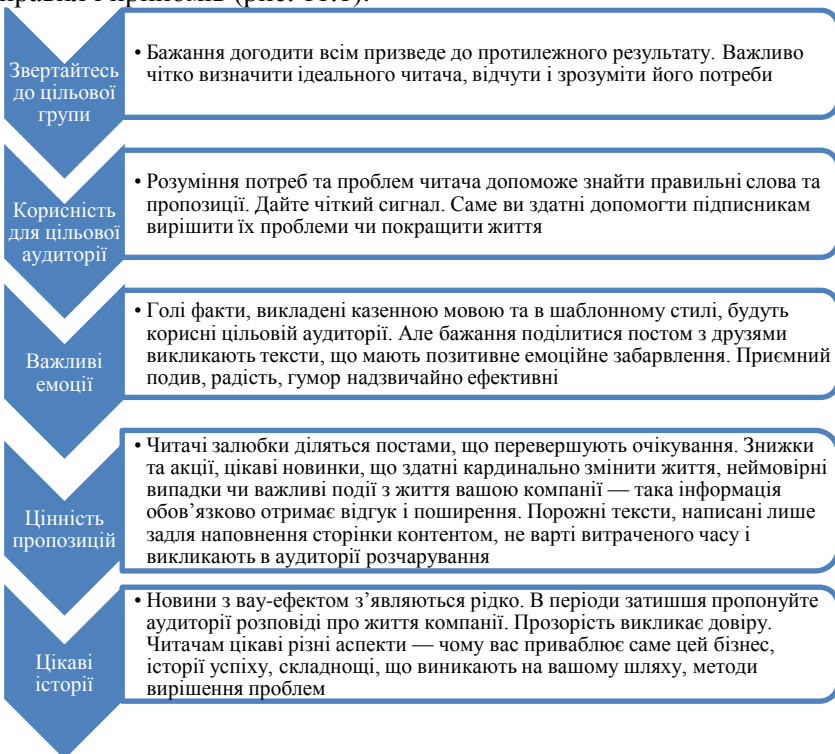 правил і прийомів (рис. 11.1).
Звертайтесь
до цільової
групи
• Бажання догодити всім призведе до протилежного результату. Важливо
чітко визначити ідеального читача, відчути і зрозуміти його потреби
Корисність
для цільової
аудиторії
• Розуміння потреб та проблем читача допоможе знайти правильні слова та
пропозиції. Дайте чіткий сигнал. Саме ви здатні допомогти підписникам
вирішити їх проблеми чи покращити життя
Важливі
емоції
• Голі факти, викладені казенною мовою та в шаблонному стилі, будуть
корисні цільовій аудиторії. Але бажання поділитися постом з друзями
викликають тексти, що мають позитивне емоційне забарвлення. Приємний
подив, радість, гумор надзвичайно ефективні
Цінність
пропозицій
• Читачі залюбки діляться постами, що перевершують очікування. Знижки
та акції, цікаві новинки, що здатні кардинально змінити життя, неймовірні
випадки чи важливі події з життя вашою компанії — така інформація
обов’язково отримає відгук і поширення. Порожні тексти, написані лише
задля наповнення сторінки контентом, не варті витраченого часу і
викликають в аудиторії розчарування
Цікаві
історії
• Новини з вау-ефектом з’являються рідко. В періоди затишшя пропонуйте
аудиторії розповіді про життя компанії. Прозорість викликає довіру.
Читачам цікаві різні аспекти — чому вас приваблює саме цей бізнес,
історії успіху, складнощі, що виникають на вашому шляху, методи
вирішення проблем